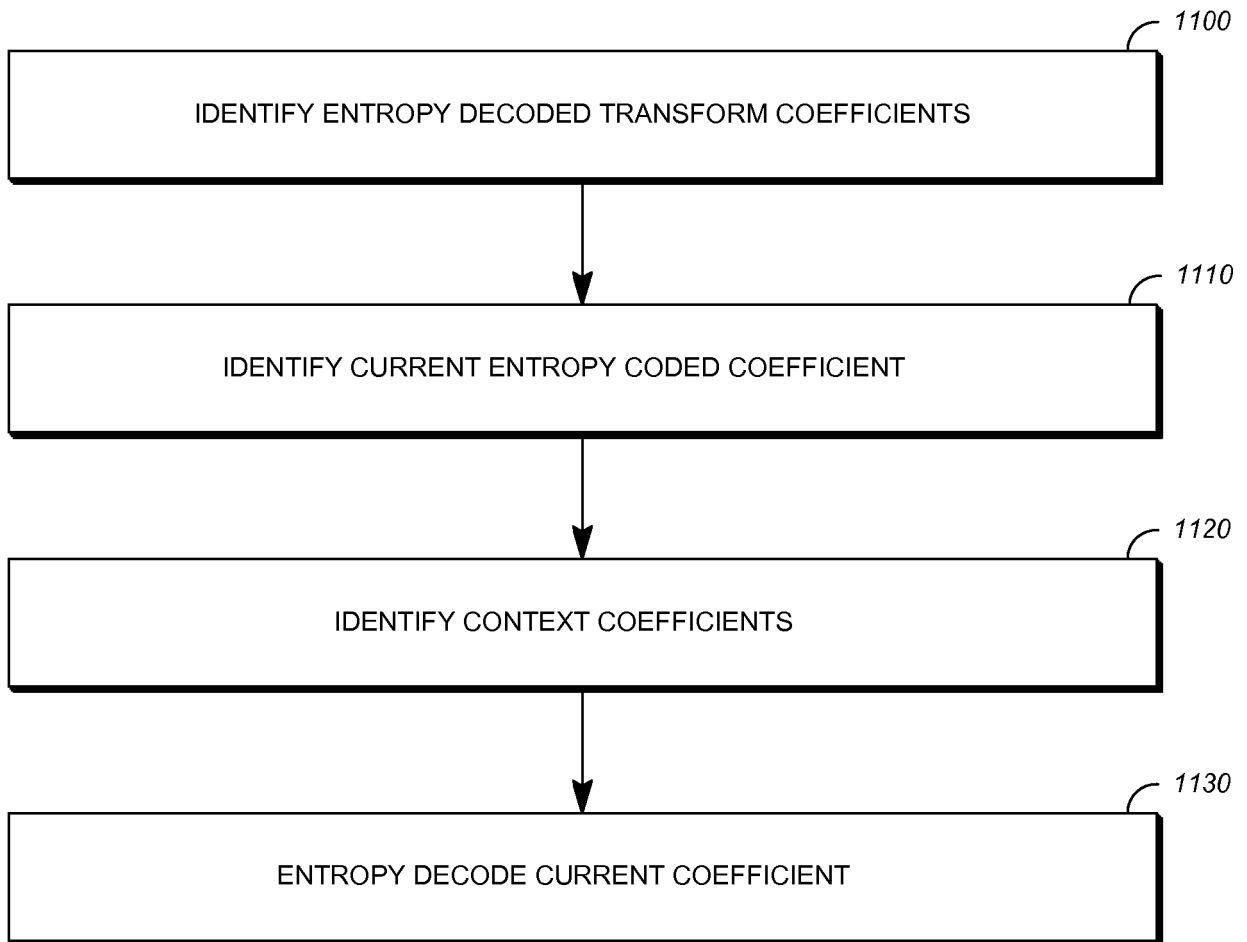 1100
IDENTIFY ENTROPY DECODED TRANSFORM COEFFICIENTS
1110
IDENTIFY CURRENT ENTROPY CODED COEFFICIENT
1120
IDENTIFY CONTEXT COEFFICIENTS
1130
ENTROPY DECODE CURRENT COEFFICIENT